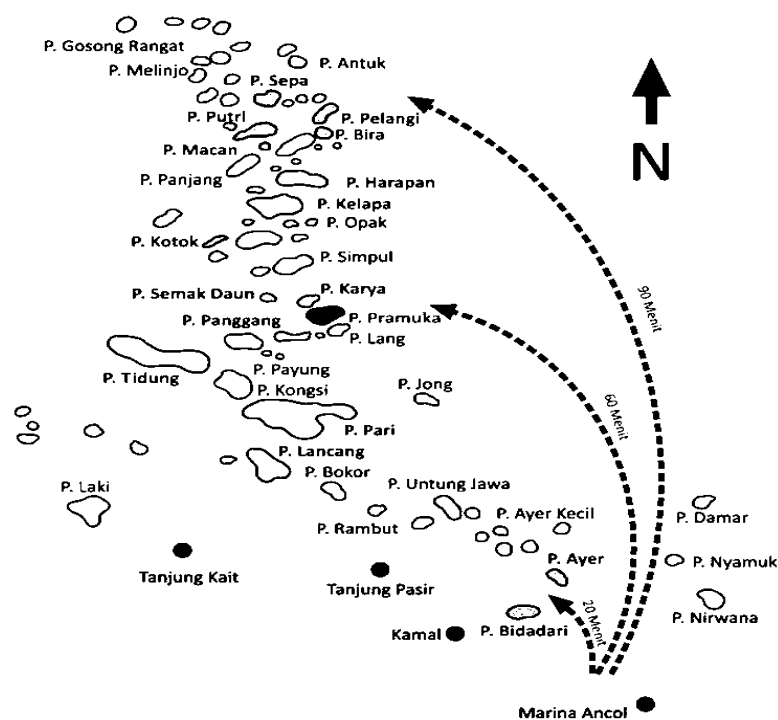 P. Gosong Rangat
P. Antuk
P. Melinjo
P. Sepa
P. Putrl
P. Pelangi
P. Bira
P. Macan
P. Panjang
P. Harapan
P. Kelapa
P. Opak
P. Kotok
P. Simpul
P. Karya
P. Semak Daun
P. Pramuka
P. Panggang
P. Lang
P. Payung
P. Tidung
P. Kongsi
P. Jong
P. Pari
P. Lancang
P. Bokor
P. Laki
P. Untung Jawa
P. Rambut
P. Ayer Kecil
P. Damar
P. Ayer
P. Nyamuk
Tanjung Kait
Tanjung Pasir
P. Nirwana
Kamal
P. Bidadari
Marina Ancol
N
90 Menit
60 Menit
20 Menit